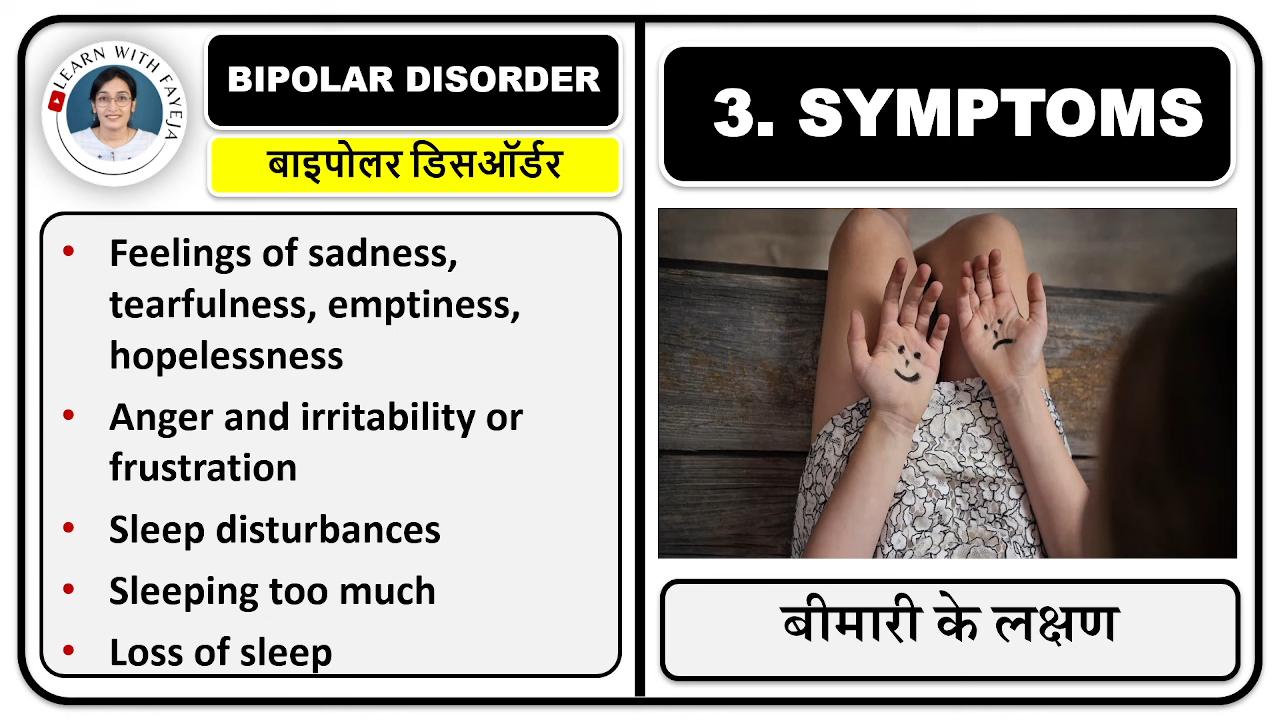 LEARN WITH FAYEJA
BIPOLAR DISORDER
बाइपोलर डिसऑर्डर
• Feelings of sadness,
tearfulness, emptiness,
hopelessness
• Anger and irritability or
frustration
• Sleep disturbances
• Sleeping too much
• Loss of sleep
3. SYMPTOMS
बीमारी के लक्षण